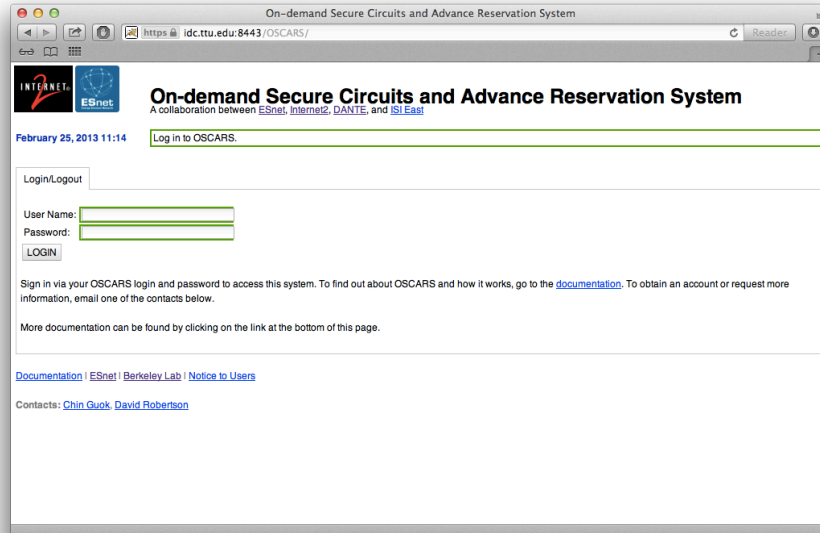 On-demand Secure Circuits and Advance Reservation System
https idc.ttu.edu:8443/OSCARS/
Reader
INTERNET
2
ESnet
On-demand Secure Circuits and Advance Reservation System
A collaboration between ESnet, Internet2, DANTE, and ISI East
February 25, 2013 11:14
Log in to OSCARS.
Login/Logout
User Name:
Password:
LOGIN
Sign in via your OSCARS login and password to access this system. To find out about OSCARS and how it works, go to the documentation. To obtain an account or request more
information, email one of the contacts below.
More documentation can be found by clicking on the link at the bottom of this page.
Documentation | ESnet | Berkeley Lab | Notice to Users
Contacts: Chin Guok, David Robertson